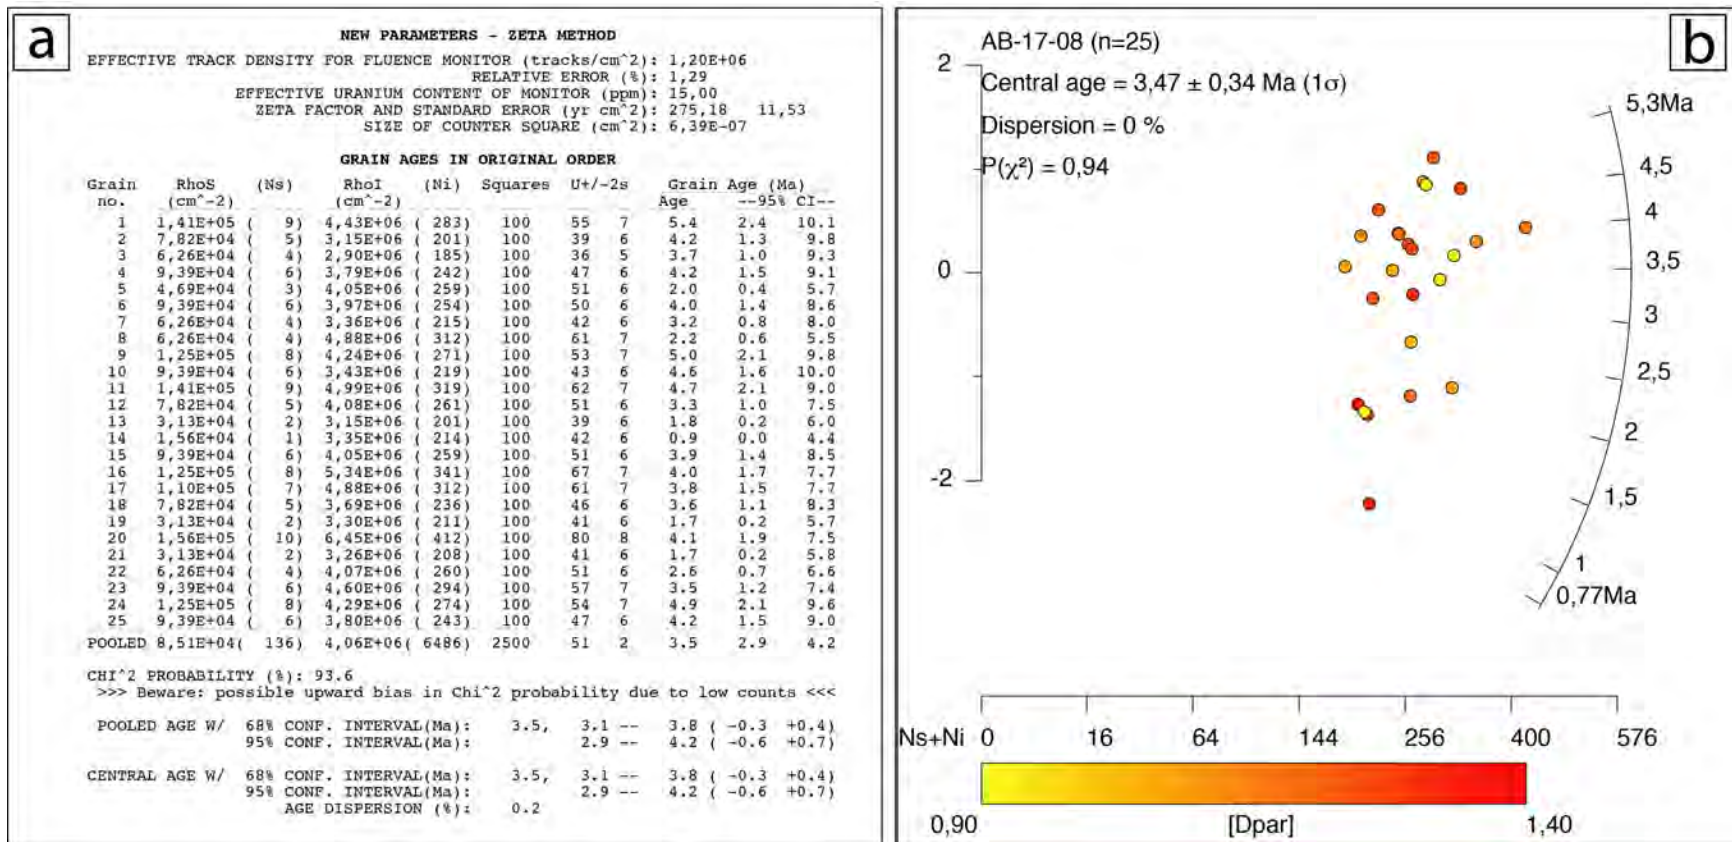 a
NEW PARAMETERS - ZETA METHOD
EFFECTIVE TRACK DENSITY FOR FLUENCE MONITOR (tracks/cm^2): 1,20E+06
RELATIVE ERROR (%): 1,29
EFFECTIVE URANIUM CONTENT OF MONITOR (ppm): 15,00
ZETA FACTOR AND STANDARD ERROR (yr cm^2): 275,18 11,53
SIZE OF COUNTER SQUARE (cm^2): 6,39E-07
GRAIN AGES IN ORIGINAL ORDER
Grain RhoS (Ns) RhoI (Ni) Squares U+/-2s Grain Age (Ma)
no. (cm^-2) (cm^-2) Age --95% CI--
1 1,41E+05 ( 9) 4,43E+06 ( 283) 100 55 7 5.4 2.4 10.1
2 7,82E+04 ( 5) 3,15E+06 ( 201) 100 39 6 4.2 1.3 9.8
3 6,26E+04 ( 4) 2,90E+06 ( 185) 100 36 5 3.7 1.0 9.3
4 9,39E+04 ( 6) 3,79E+06 ( 242) 100 47 6 4.2 1.5 9.1
5 4,69E+04 ( 3) 4,05E+06 ( 259) 100 51 6 2.0 0.4 5.7
6 9,39E+04 ( 6) 3,97E+06 ( 254) 100 50 6 4.0 1.4 8.6
7 6,26E+04 ( 4) 3,36E+06 ( 215) 100 42 6 3.2 0.8 8.0
8 6,26E+04 ( 4) 4,88E+06 ( 312) 100 61 7 2.2 0.6 5.5
9 1,25E+05 ( 8) 4,24E+06 ( 271) 100 53 7 5.0 2.1 9.8
10 9,39E+04 ( 6) 3,43E+06 ( 219) 100 43 6 4.6 1.6 10.0
11 1,41E+05 ( 9) 4,99E+06 ( 319) 100 62 7 4.7 2.1 9.0
12 7,82E+04 ( 5) 4,08E+06 ( 261) 100 51 6 3.3 1.0 7.5
13 3,13E+04 ( 2) 3,15E+06 ( 201) 100 39 6 1.8 0.2 6.0
14 1,56E+04 ( 1) 3,35E+06 ( 214) 100 42 6 0.9 0.0 4.4
15 9,39E+04 ( 6) 4,05E+06 ( 259) 100 51 6 3.9 1.4 8.5
16 1,25E+05 ( 8) 5,34E+06 ( 341) 100 67 7 4.0 1.7 7.7
17 1,10E+05 ( 7) 4,88E+06 ( 312) 100 61 7 3.8 1.5 7.7
18 7,82E+04 ( 5) 3,69E+06 ( 236) 100 46 6 3.6 1.1 8.3
19 3,13E+04 ( 2) 3,30E+06 ( 211) 100 41 6 1.7 0.2 5.7
20 1,56E+05 ( 10) 6,45E+06 ( 412) 100 80 8 4.1 1.9 7.5
21 3,13E+04 ( 2) 3,26E+06 ( 208) 100 41 6 1.7 0.2 5.8
22 6,26E+04 ( 4) 4,07E+06 ( 260) 100 51 6 2.6 0.7 6.6
23 9,39E+04 ( 6) 4,60E+06 ( 294) 100 57 7 3.5 1.2 7.4
24 1,25E+05 ( 8) 4,29E+06 ( 274) 100 54 7 4.9 2.1 9.6
25 9,39E+04 ( 6) 3,80E+06 ( 243) 100 47 6 4.2 1.5 9.0
POOLED 8,51E+04( 136) 4,06E+06( 6486) 2500 51 2 3.5 2.9 4.2
CHI^2 PROBABILITY (%): 93.6
>>> Beware: possible upward bias in Chi^2 probability due to low counts <<<
POOLED AGE W/ 68% CONF. INTERVAL(Ma): 3.5, 3.1 -- 3.8 ( -0.3 +0.4)
95% CONF. INTERVAL(Ma): 2.9 -- 4.2 ( -0.6 +0.7)
CENTRAL AGE W/ 68% CONF. INTERVAL(Ma): 3.5, 3.1 -- 3.8 ( -0.3 +0.4)
95% CONF. INTERVAL(Ma): 2.9 -- 4.2 ( -0.6 +0.7)
AGE DISPERSION (%): 0.2
b
AB-17-08 (n=25)
Central age = 3,47 ± 0,34 Ma (1σ)
Dispersion = 0 %
P(χ²) = 0,94
2
0
-2
5,3Ma
4,5
4
3,5
3
2,5
2
1,5
1
0,77Ma
Ns+Ni 0 16 64 144 256 400 576
0,90 [Dpar] 1,40